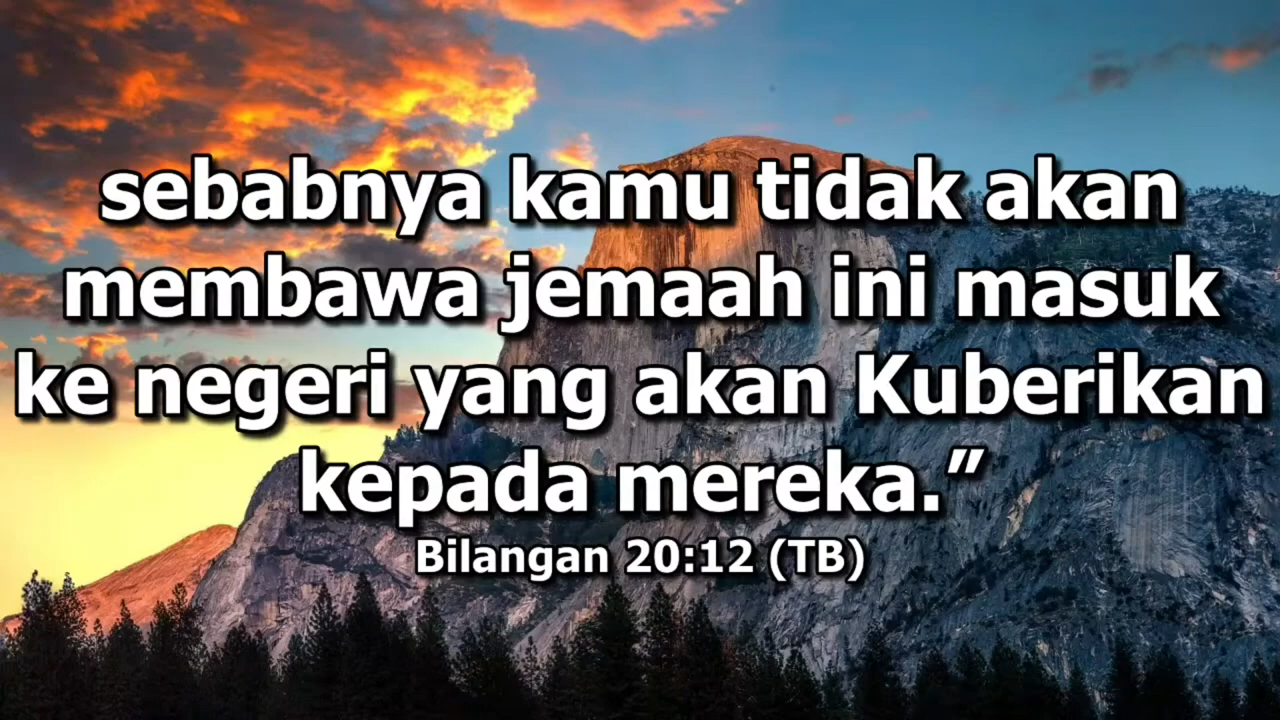 sebabnya kamu tidak akan
membawa jemaah ini masuk
ke negeri yang akan Kuberikan
kepada mereka.”
Bilangan 20:12 (TB)